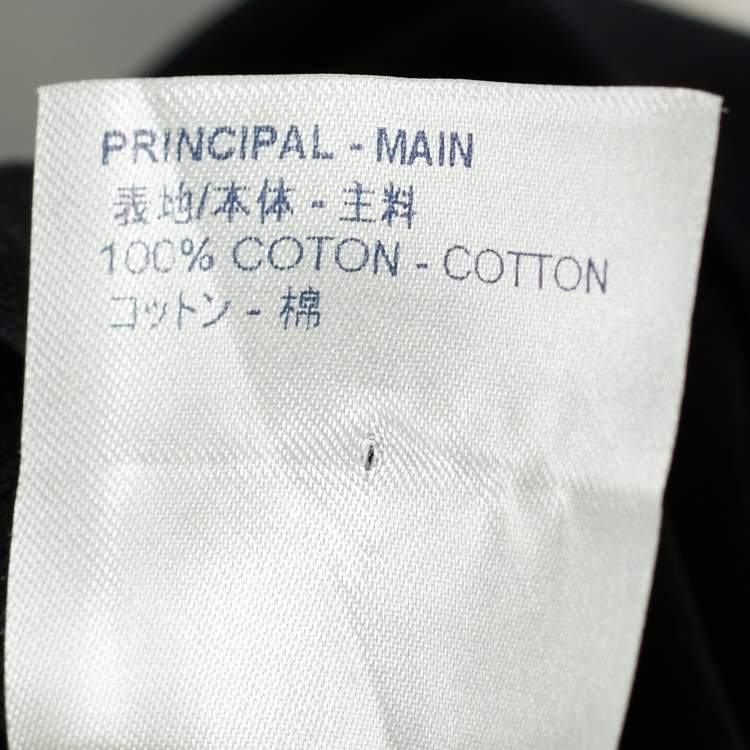 PRINCIPAL - MAIN
表地/本体 - 主料
100% COTON - COTTON
コットン - 棉